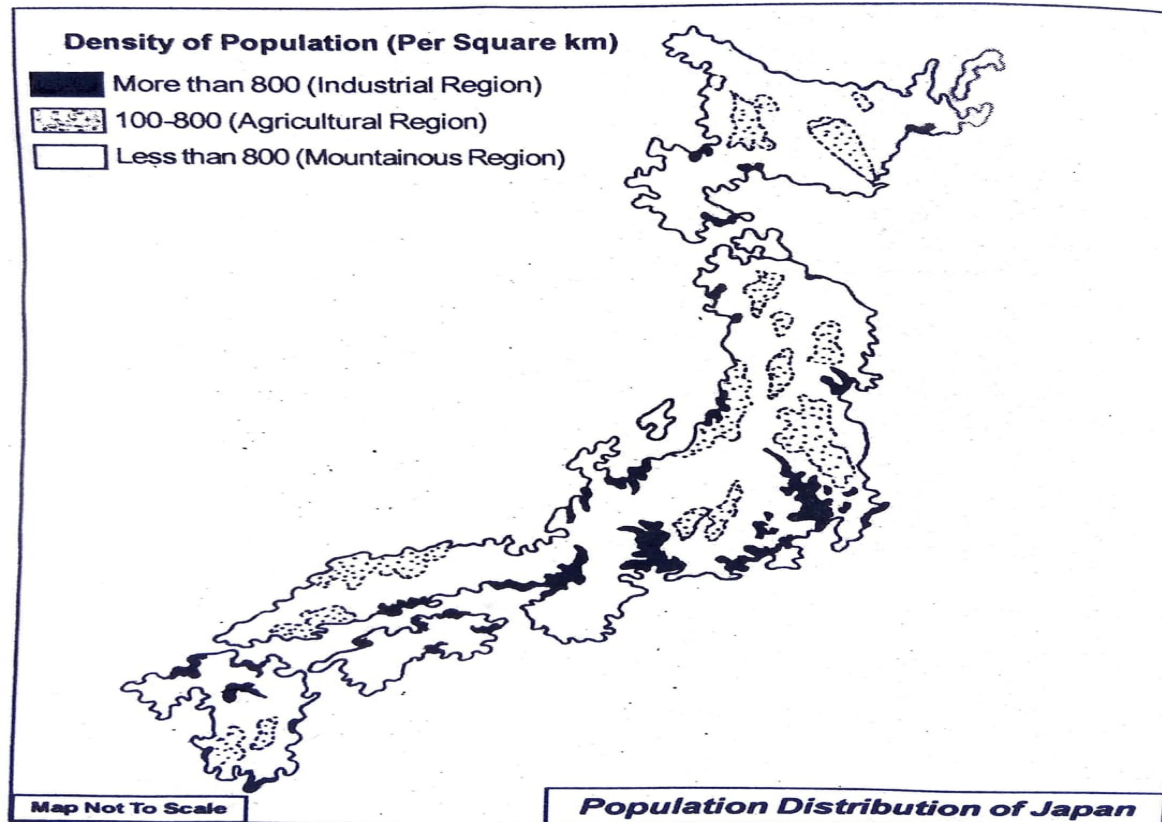 Density of Population (Per Square km)
More than 800 (Industrial Region)
100-800 (Agricultural Region)
Less than 800 (Mountainous Region)
Map Not To Scale
Population Distribution of Japan